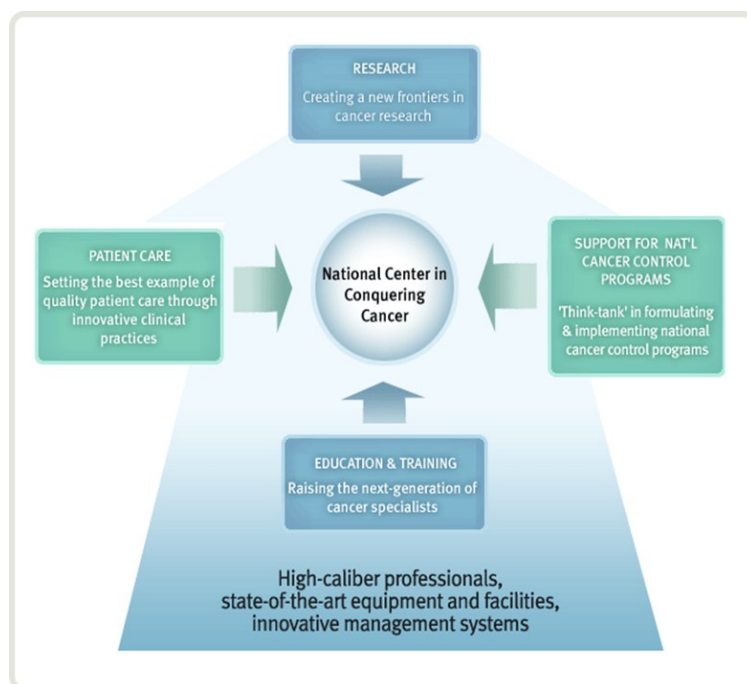 RESEARCH
Creating a new frontiers in
cancer research
PATIENT CARE
Setting the best example of
quality patient care through
innovative clinical
practices
National Center in
Conquering
Cancer
SUPPORT FOR NAT'L
CANCER CONTROL
PROGRAMS
'Think-tank' in formulating
& implementing national
cancer control programs
EDUCATION & TRAINING
Raising the next-generation of
cancer specialists
High-caliber professionals,
state-of-the-art equipment and facilities,
innovative management systems